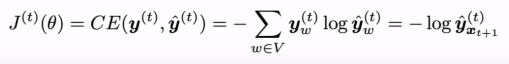 J^{(t)}(θ) = CE(𝒚^{(t)}, ŷ^{(t)}) = − ∑_{w∈V} 𝒚_w^{(t)} log ŷ_w^{(t)} = − log ŷ_{𝒙_{t+1}}^{(t)}